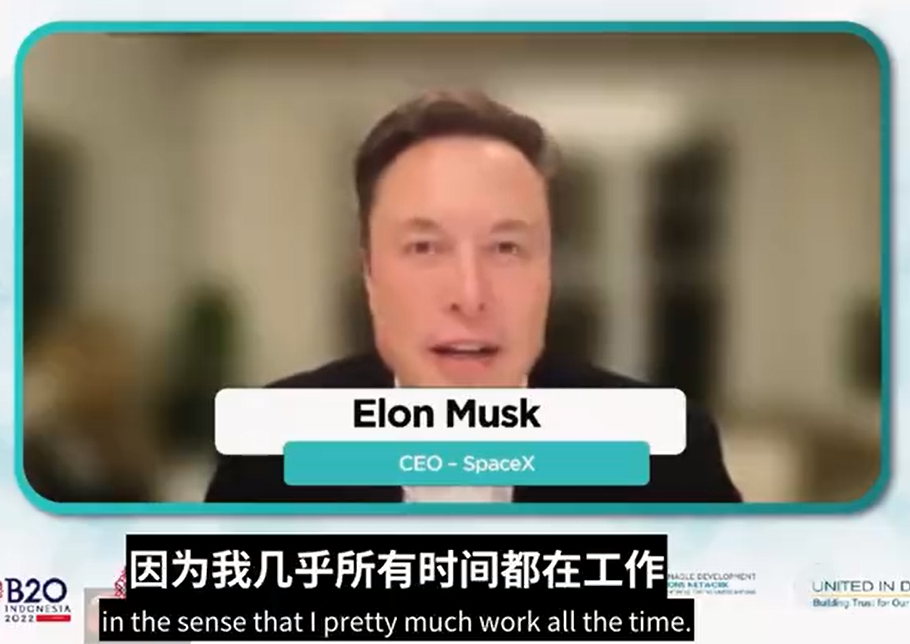 Elon Musk
CEO - SpaceX
因为我几乎所有时间都在工作
B20
INDONESIA
2022
UNITED IN D
Building Trust for Our
in the sense that I pretty much work all the time.